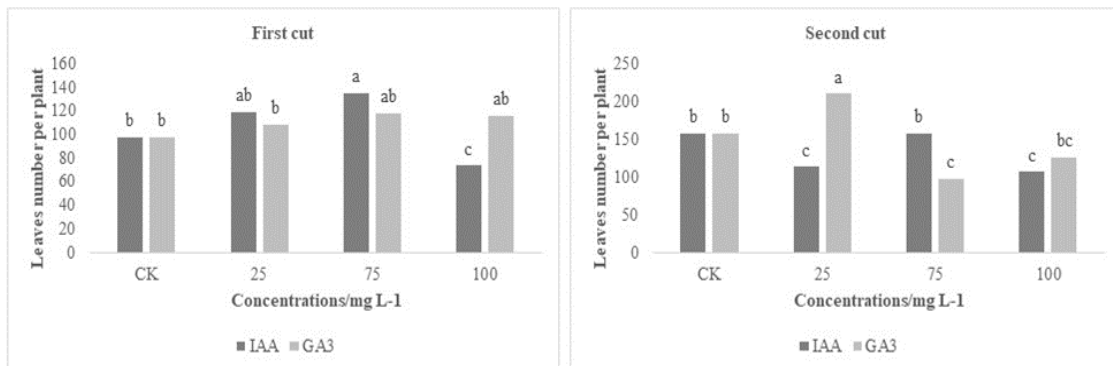 First cut
Leaves number per plant
160
140
120
100
80
60
40
20
0
b b ab b a ab c ab
CK 25 75 100
Concentrations/mg L-1
IAA GA3
Second cut
Leaves number per plant
250
200
150
100
50
0
b b c a b c c bc
CK 25 75 100
Concentrations/mg L-1
IAA GA3